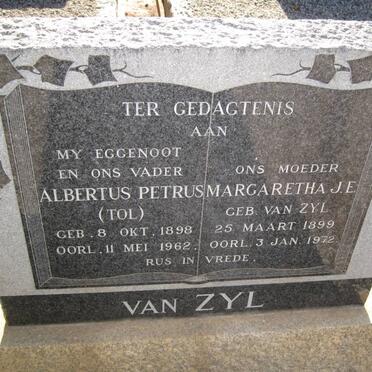 TER GEDAGTENIS
AAN
MY EGGENOOT
EN ONS VADER
ALBERTUS PETRUS
(TOL)
GEB. 8 OKT. 1898
OORL. 11 MEI 1962.
ONS MOEDER
MARGARETHA J.E.
GEB VAN ZYL
25 MAART 1899
OORL. 3 JAN. 1972
RUS IN VREDE.
VAN ZYL